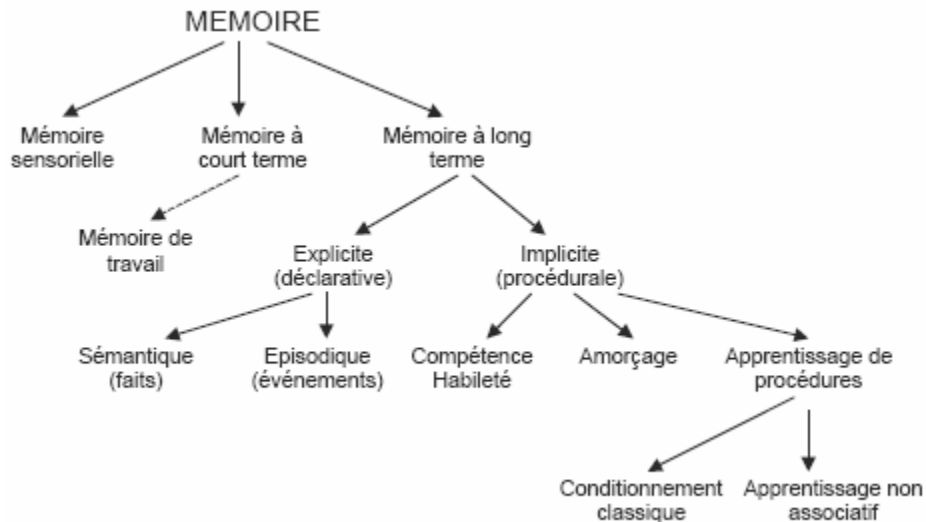 MEMOIRE
Mémoire
sensorielle
Mémoire à
court terme
Mémoire à long
terme
Mémoire de
travail
Explicite
(déclarative)
Implicite
(procédurale)
Sémantique
(faits)
Episodique
(événements)
Compétence
Habileté
Amorçage
Apprentissage de
procédures
Conditionnement
classique
Apprentissage non
associatif